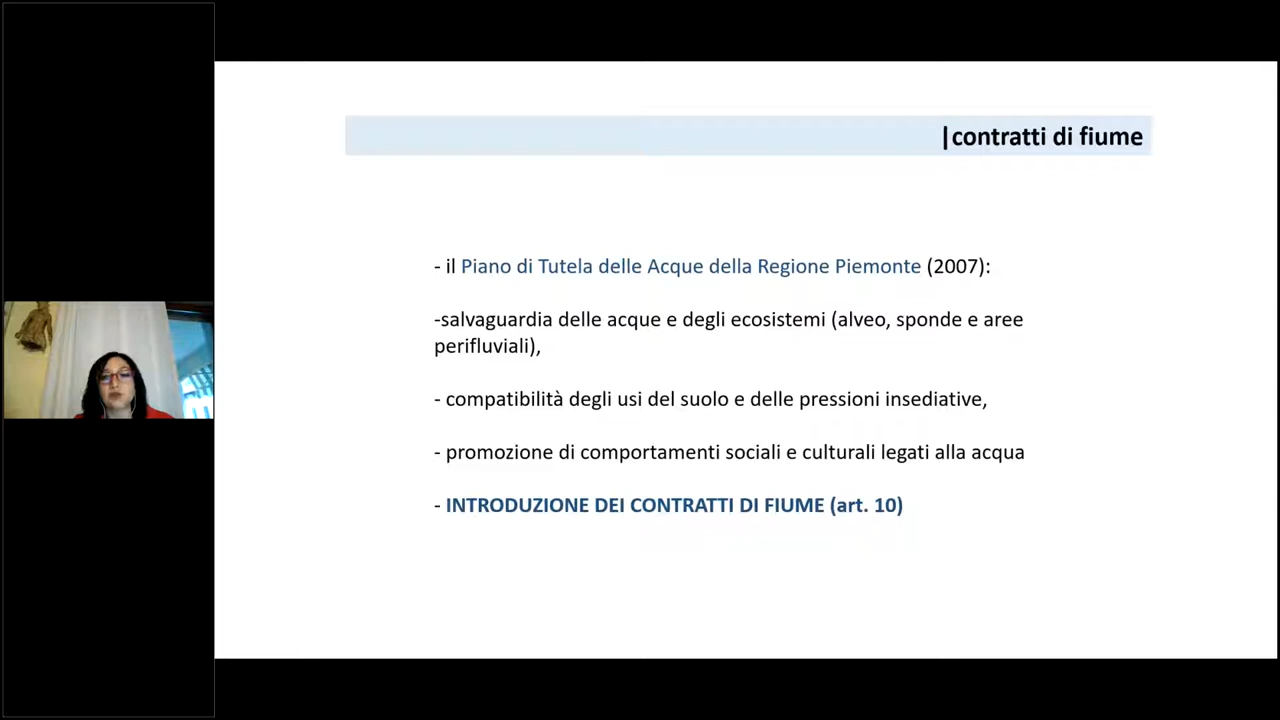 |contratti di fiume
- il Piano di Tutela delle Acque della Regione Piemonte (2007):
-salvaguardia delle acque e degli ecosistemi (alveo, sponde e aree
perifluviali),
- compatibilità degli usi del suolo e delle pressioni insediative,
- promozione di comportamenti sociali e culturali legati alla acqua
- INTRODUZIONE DEI CONTRATTI DI FIUME (art. 10)